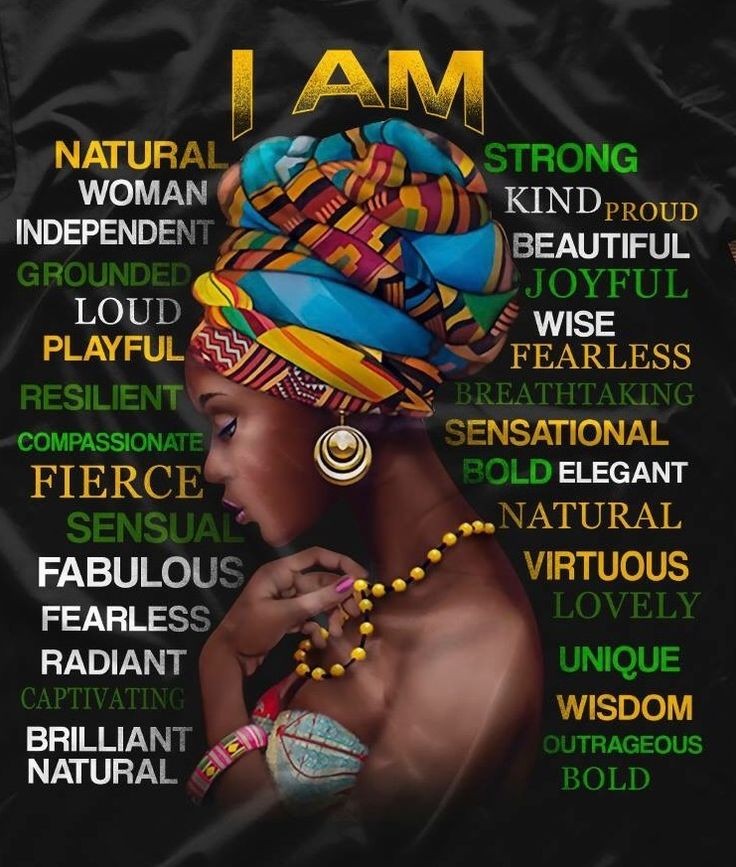 I AM
NATURAL
WOMAN
INDEPENDENT
GROUNDED
LOUD
PLAYFUL
RESILIENT
COMPASSIONATE
FIERCE
SENSUAL
FABULOUS
FEARLESS
RADIANT
CAPTIVATING
BRILLIANT
NATURAL
STRONG
KIND PROUD
BEAUTIFUL
JOYFUL
WISE
FEARLESS
BREATHTAKING
SENSATIONAL
BOLD ELEGANT
NATURAL
VIRTUOUS
LOVELY
UNIQUE
WISDOM
OUTRAGEOUS
BOLD